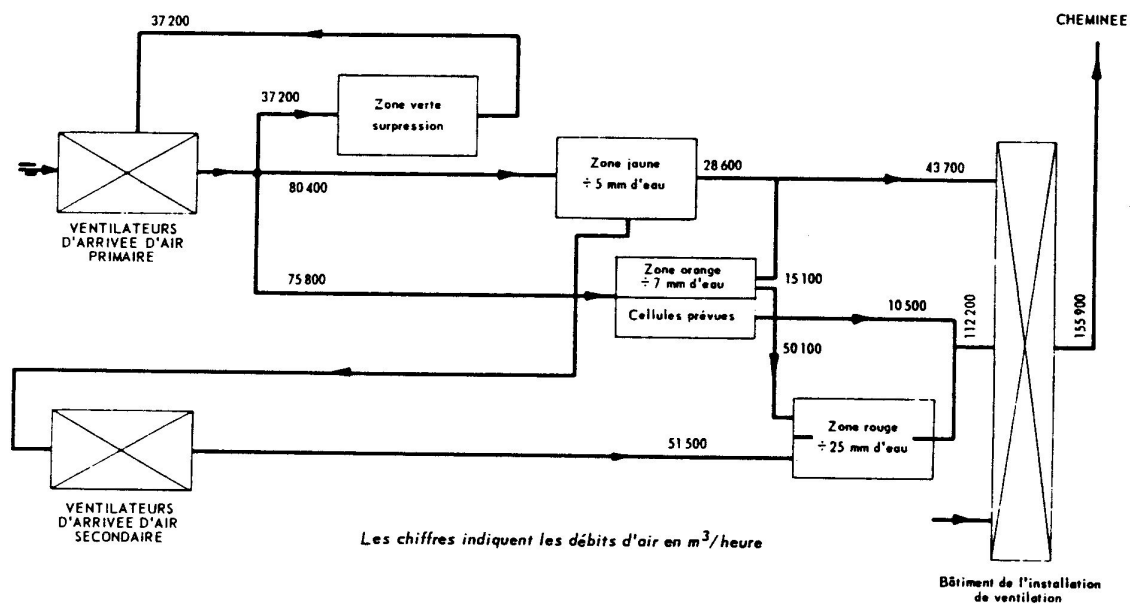 37 200
CHEMINEE
37 200
Zone verte
surpression
Zone jaune
÷ 5 mm d'eau
28 600
43 700
80 400
VENTILATEURS
D'ARRIVEE D'AIR
PRIMAIRE
75 800
Zone orange
÷ 7 mm d'eau
15 100
Cellules prévues
10 500
112 200
155 900
50 100
Zone rouge
÷ 25 mm d'eau
51 500
VENTILATEURS
D'ARRIVEE D'AIR
SECONDAIRE
Les chiffres indiquent les débits d'air en m³/heure
Bâtiment de l'installation
de ventilation